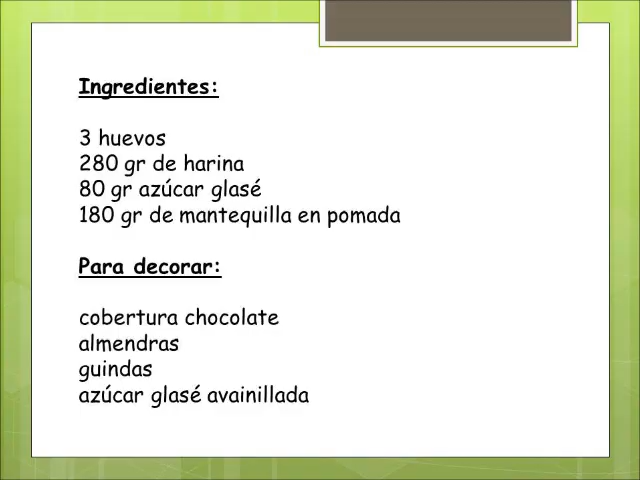 Ingredientes:
3 huevos
280 gr de harina
80 gr azúcar glasé
180 gr de mantequilla en pomada
Para decorar:
cobertura chocolate
almendras
guindas
azúcar glasé avainillada